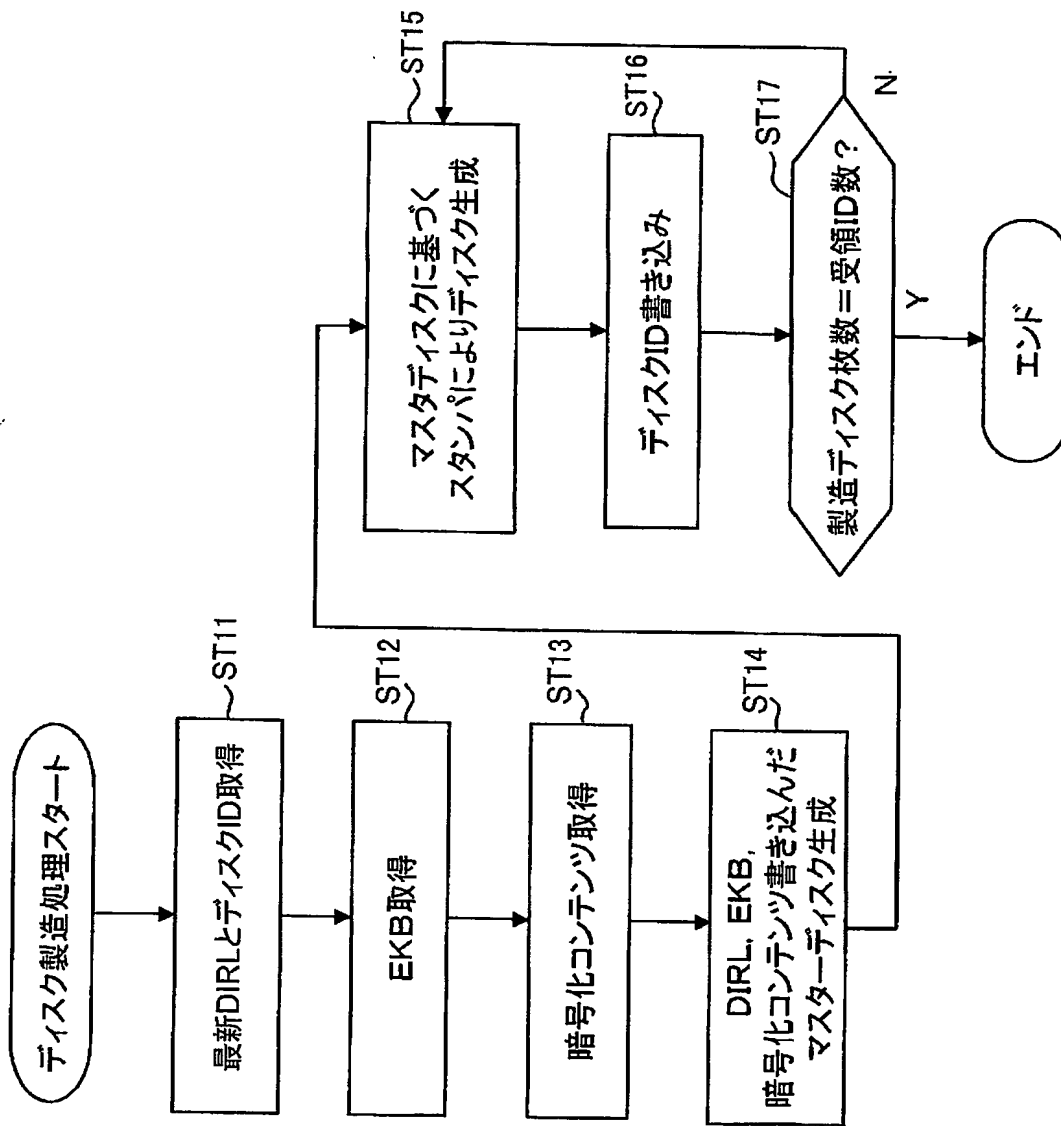 ディスク製造処理スタート
最新DIRLとディスクID取得
ST11
EKB取得
ST12
暗号化コンテンツ取得
ST13
DIRL, EKB,
暗号化コンテンツ書き込んだ
マスターディスク生成
ST14
マスタディスクに基づく
スタンパによりディスク生成
ST15
ディスクID書き込み
ST16
製造ディスク枚数=受領ID数?
ST17
N
Y
エンド